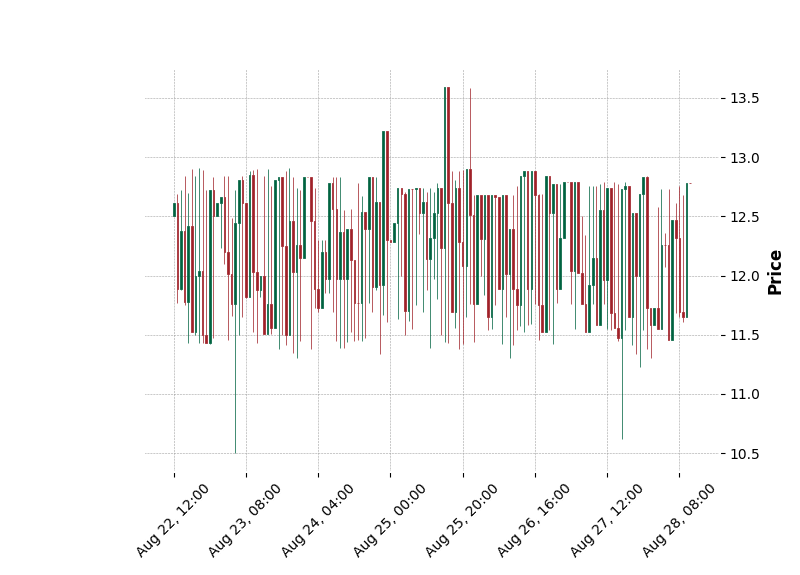 13.5
13.0
12.5
12.0
11.5
11.0
10.5
Price
Aug 22, 12:00
Aug 23, 08:00
Aug 24, 04:00
Aug 25, 00:00
Aug 25, 20:00
Aug 26, 16:00
Aug 27, 12:00
Aug 28, 08:00